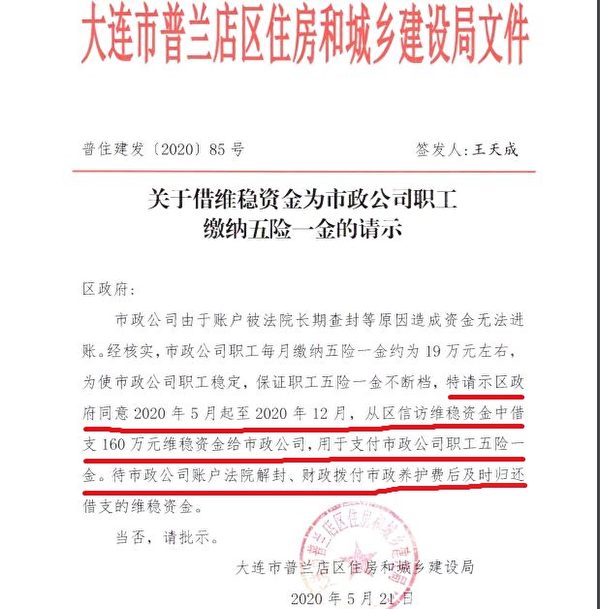 大连市普兰店区住房和城乡建设局文件
普住建发〔2020〕85 号 签发人:王天成
关于借维稳资金为市政公司职工
缴纳五险一金的请示
区政府:
市政公司由于账户被法院长期查封等原因造成资金无法进
账。经核实,市政公司职工每月缴纳五险一金约为 19 万元左右,
为使市政公司职工稳定,保证职工五险一金不断档,特请示区政
府同意 2020 年 5 月起至 2020 年 12 月,从区信访维稳资金中借
支 160 万元维稳资金给市政公司,用于支付市政公司职工五险一
金。待市政公司账户法院解封、财政拨付市政养护费后及时归还
借支的维稳资金。
当否,请批示。
大连市普兰店区住房和城乡建设局
2020 年 5 月 21 日